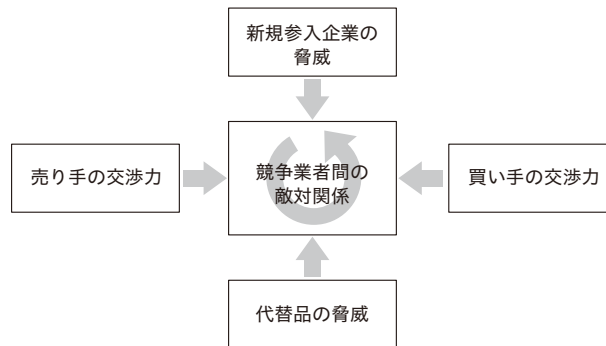 新規参入企業の
脅威
売り手の交渉力
競争業者間の
敵対関係
買い手の交渉力
代替品の脅威